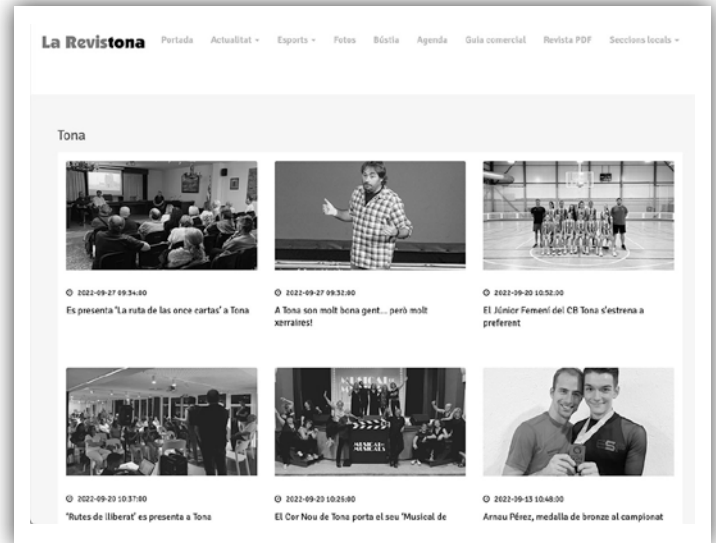 La Revistona Portada Actualitat Esports Fotos Bústia Agenda Guia comercial Revista PDF Seccions locals
Tona
2022-09-27 09:34:00
Es presenta 'La ruta de las once cartas' a Tona
2022-09-27 09:32:00
A Tona son molt bona gent... però molt
xerraires!
2022-09-20 10:52:00
El Júnior Femení del CB Tona s'estrena a
preferent
MUSICAL DE
MUSICALS
2022-09-20 10:37:00
'Rutes de lliberat' es presenta a Tona
2022-09-20 10:25:00
El Cor Nou de Tona porta el seu 'Musical de
2022-09-13 10:48:00
Arnau Pérez, medalla de bronze al campionat